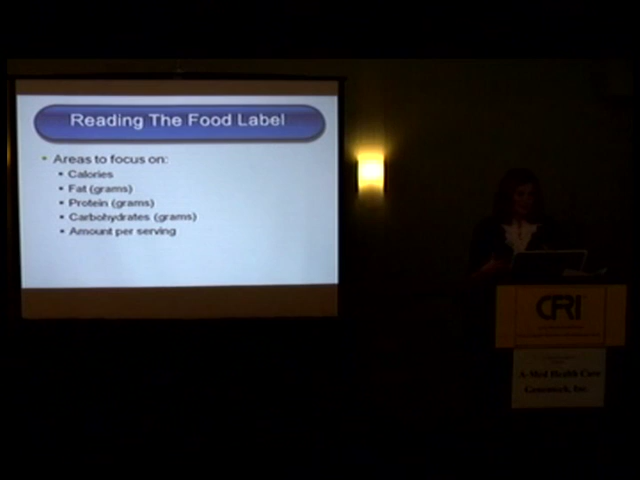 Reading The Food Label
Areas to focus on:
Calories
Fat (grams)
Protein (grams)
Carbohydrates (grams)
Amount per serving
CRI
A-Med Health Care
Genentech, Inc.